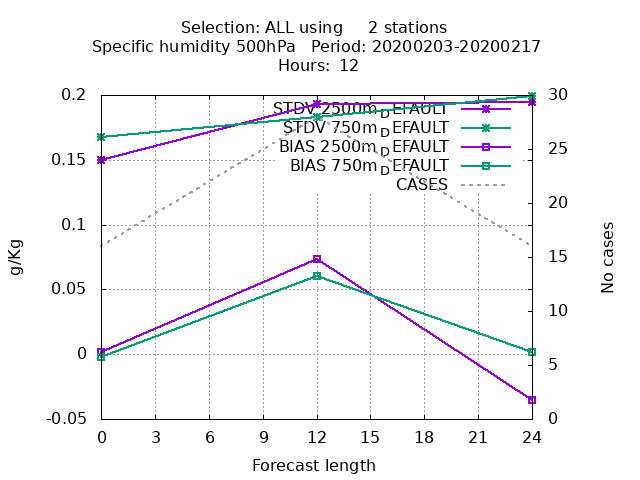 Selection: ALL using 2 stations
Specific humidity 500hPa Period: 20200203-20200217
Hours: 12
0.2
0.15
0.1
0.05
0
-0.05
g/Kg
STDV 2500m_DEFAULT
STDV 750m_DEFAULT
BIAS 2500m_DEFAULT
BIAS 750m_DEFAULT
CASES
30
25
20
15
10
5
0
No cases
0 3 6 9 12 15 18 21 24
Forecast length